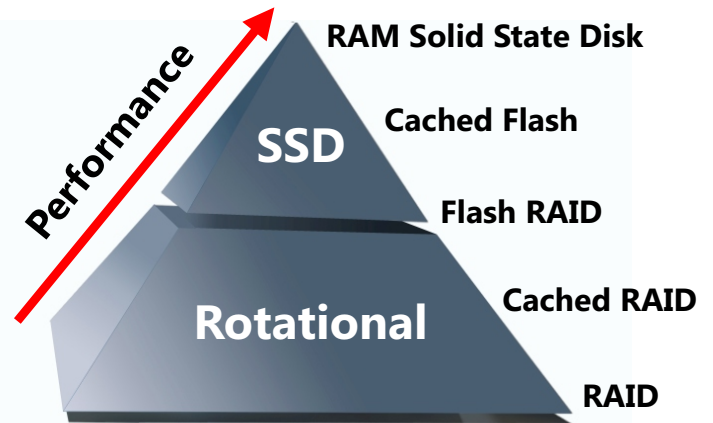 RAM Solid State Disk
Performance
Cached Flash
SSD
Flash RAID
Cached RAID
Rotational
RAID